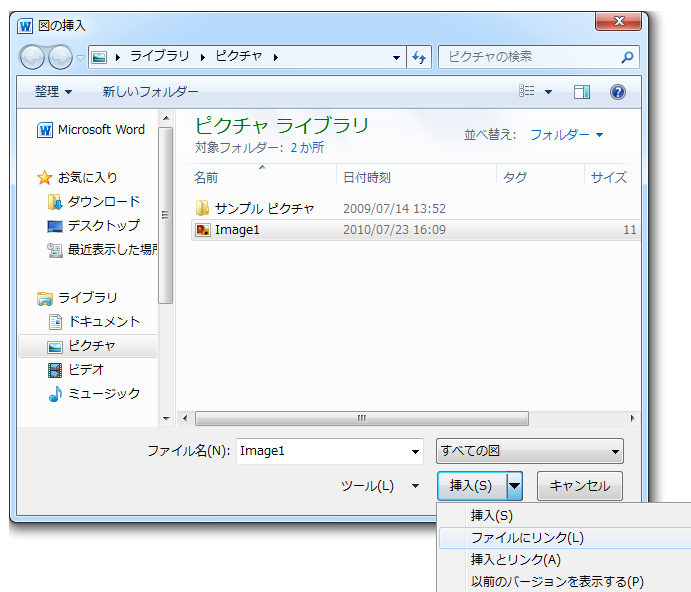 図の挿入
ライブラリ ピクチャ
ピクチャの検索
整理 新しいフォルダー
Microsoft Word
お気に入り
ダウンロード
デスクトップ
最近表示した場所
ライブラリ
ドキュメント
ピクチャ
ビデオ
ミュージック
ピクチャ ライブラリ
対象フォルダー: 2 か所
並べ替え: フォルダー
名前 日付時刻 タグ サイズ
サンプル ピクチャ 2009/07/14 13:52
Image1 2010/07/23 16:09 11
ファイル名(N): Image1 すべての図
ツール(L) 挿入(S) キャンセル
挿入(S)
ファイルにリンク(L)
挿入とリンク(A)
以前のバージョンを表示する(P)